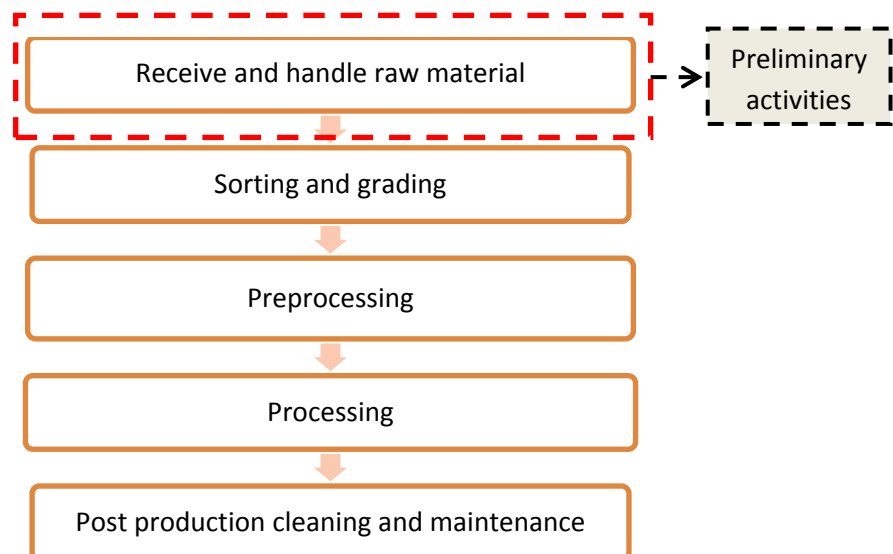 Receive and handle raw material
Preliminary
activities
Sorting and grading
Preprocessing
Processing
Post production cleaning and maintenance